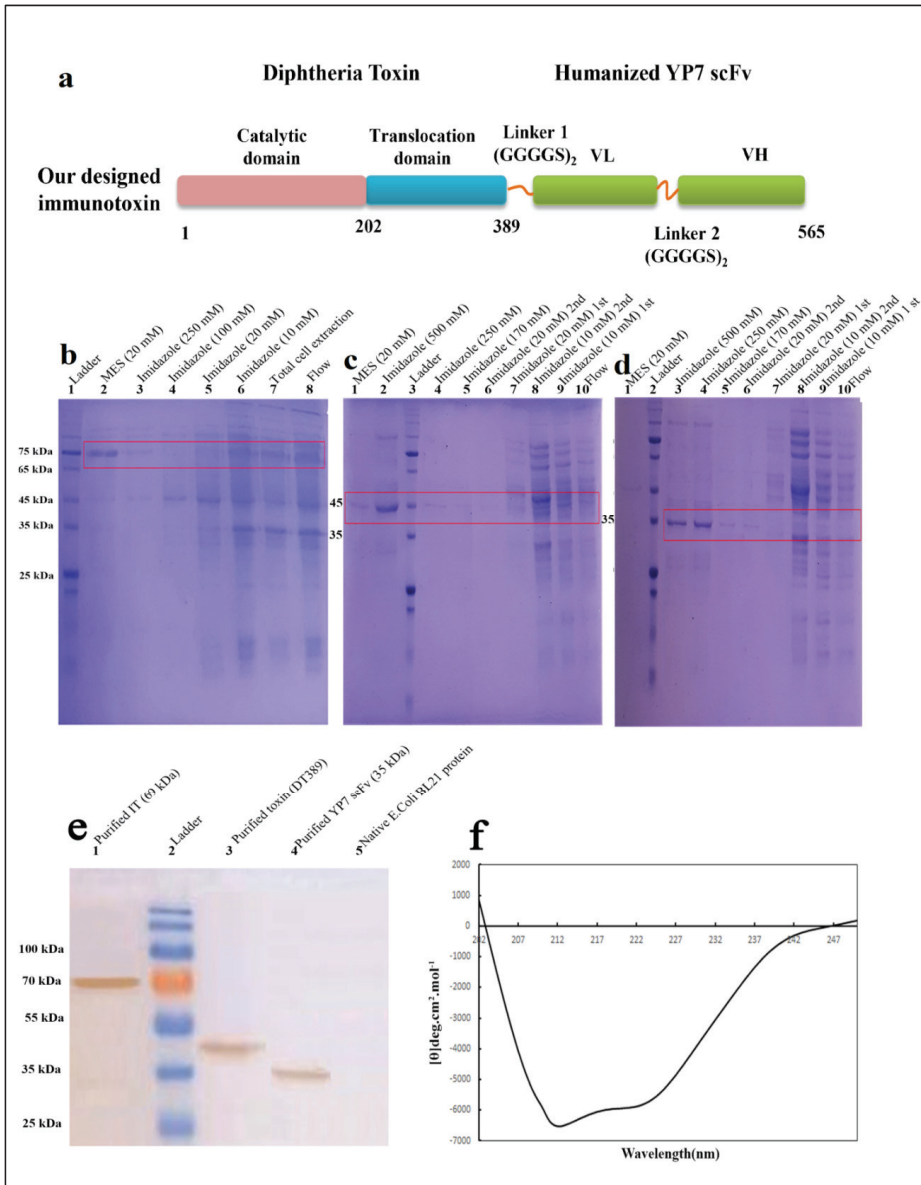 a
Diphtheria Toxin
Humanized YP7 scFv
Catalytic domain
Translocation domain
Linker 1
(GGGGS)2
VL
VH
Our designed immunotoxin
1
202
389
Linker 2
(GGGGS)2
565
b
1 Ladder
2 MES (20 mM)
3 Imidazole (250 mM)
4 Imidazole (100 mM)
5 Imidazole (20 mM)
6 Imidazole (10 mM)
7 Total cell extraction
8 Flow
75 kDa
65 kDa
45 kDa
35 kDa
25 kDa
c
1 MES (20 mM)
2 Imidazole (500 mM)
3 Ladder
4 Imidazole (250 mM)
5 Imidazole (170 mM)
6 Imidazole (20 mM) 2nd
7 Imidazole (20 mM) 1st
8 Imidazole (10 mM) 2nd
9 Imidazole (10 mM) 1st
10 Flow
45
35
d
1 MES (20 mM)
2 Ladder
3 Imidazole (500 mM)
4 Imidazole (250 mM)
5 Imidazole (170 mM)
6 Imidazole (20 mM) 2nd
7 Imidazole (20 mM) 1st
8 Imidazole (10 mM) 2nd
9 Imidazole (10 mM) 1st
10 Flow
35
e
1 Purified IT (69 kDa)
2 Ladder
3 Purified toxin (DT389)
4 Purified YP7 scFv (35 kDa)
5 Native E.Coli BL21 protein
100 kDa
70 kDa
55 kDa
35 kDa
25 kDa
f
2000
1000
0
-1000
-2000
-3000
-4000
-5000
-6000
-7000
202 207 212 217 222 227 232 237 242 247
[θ]deg.cm².mol⁻¹
Wavelength(nm)